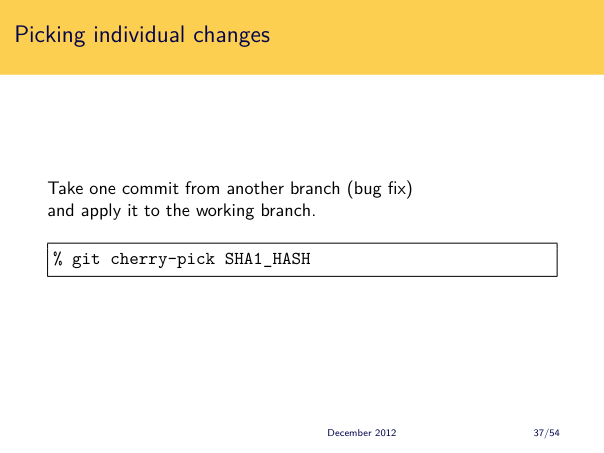 Picking individual changes
Take one commit from another branch (bug fix)
and apply it to the working branch.
% git cherry-pick SHA1_HASH
December 2012
37/54